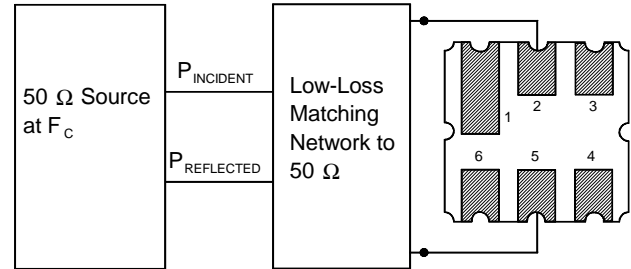 50 Ω Source
at F_C
P_INCIDENT
P_REFLECTED
Low-Loss
Matching
Network to
50 Ω
1
2
3
6
5
4